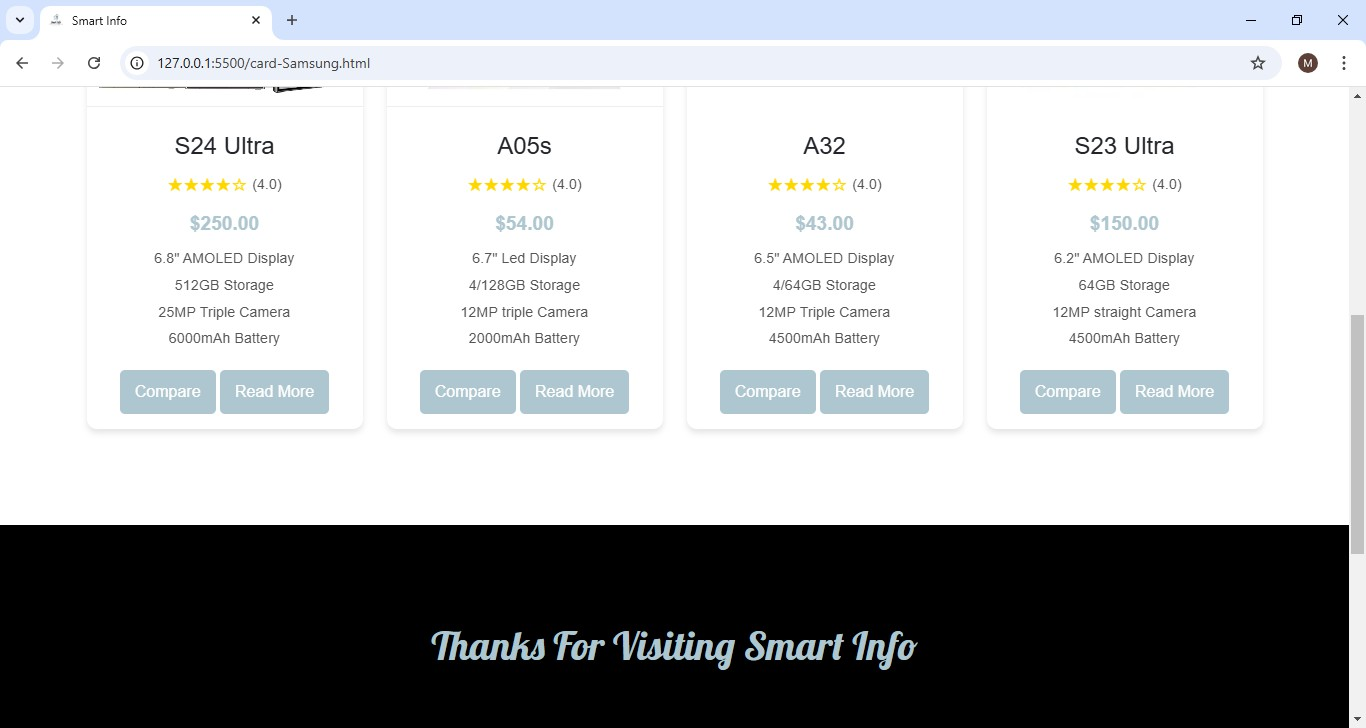 Smart Info
127.0.0.1:5500/card-Samsung.html
M
S24 Ultra
★★★★☆ (4.0)
$250.00
6.8" AMOLED Display
512GB Storage
25MP Triple Camera
6000mAh Battery
Compare
Read More
A05s
★★★★☆ (4.0)
$54.00
6.7" Led Display
4/128GB Storage
12MP triple Camera
2000mAh Battery
Compare
Read More
A32
★★★★☆ (4.0)
$43.00
6.5" AMOLED Display
4/64GB Storage
12MP Triple Camera
4500mAh Battery
Compare
Read More
S23 Ultra
★★★★☆ (4.0)
$150.00
6.2" AMOLED Display
64GB Storage
12MP straight Camera
4500mAh Battery
Compare
Read More
Thanks For Visiting Smart Info